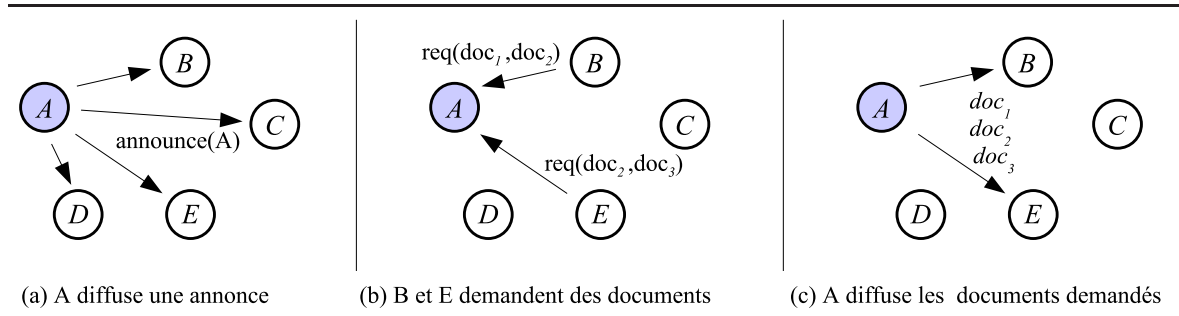 B
A
C
announce(A)
D
E
(a) A diffuse une annonce
req(doc1,doc2)
B
A
C
req(doc2,doc3)
D
E
(b) B et E demandent des documents
B
A
doc1
C
doc2
doc3
D
E
(c) A diffuse les documents demandés